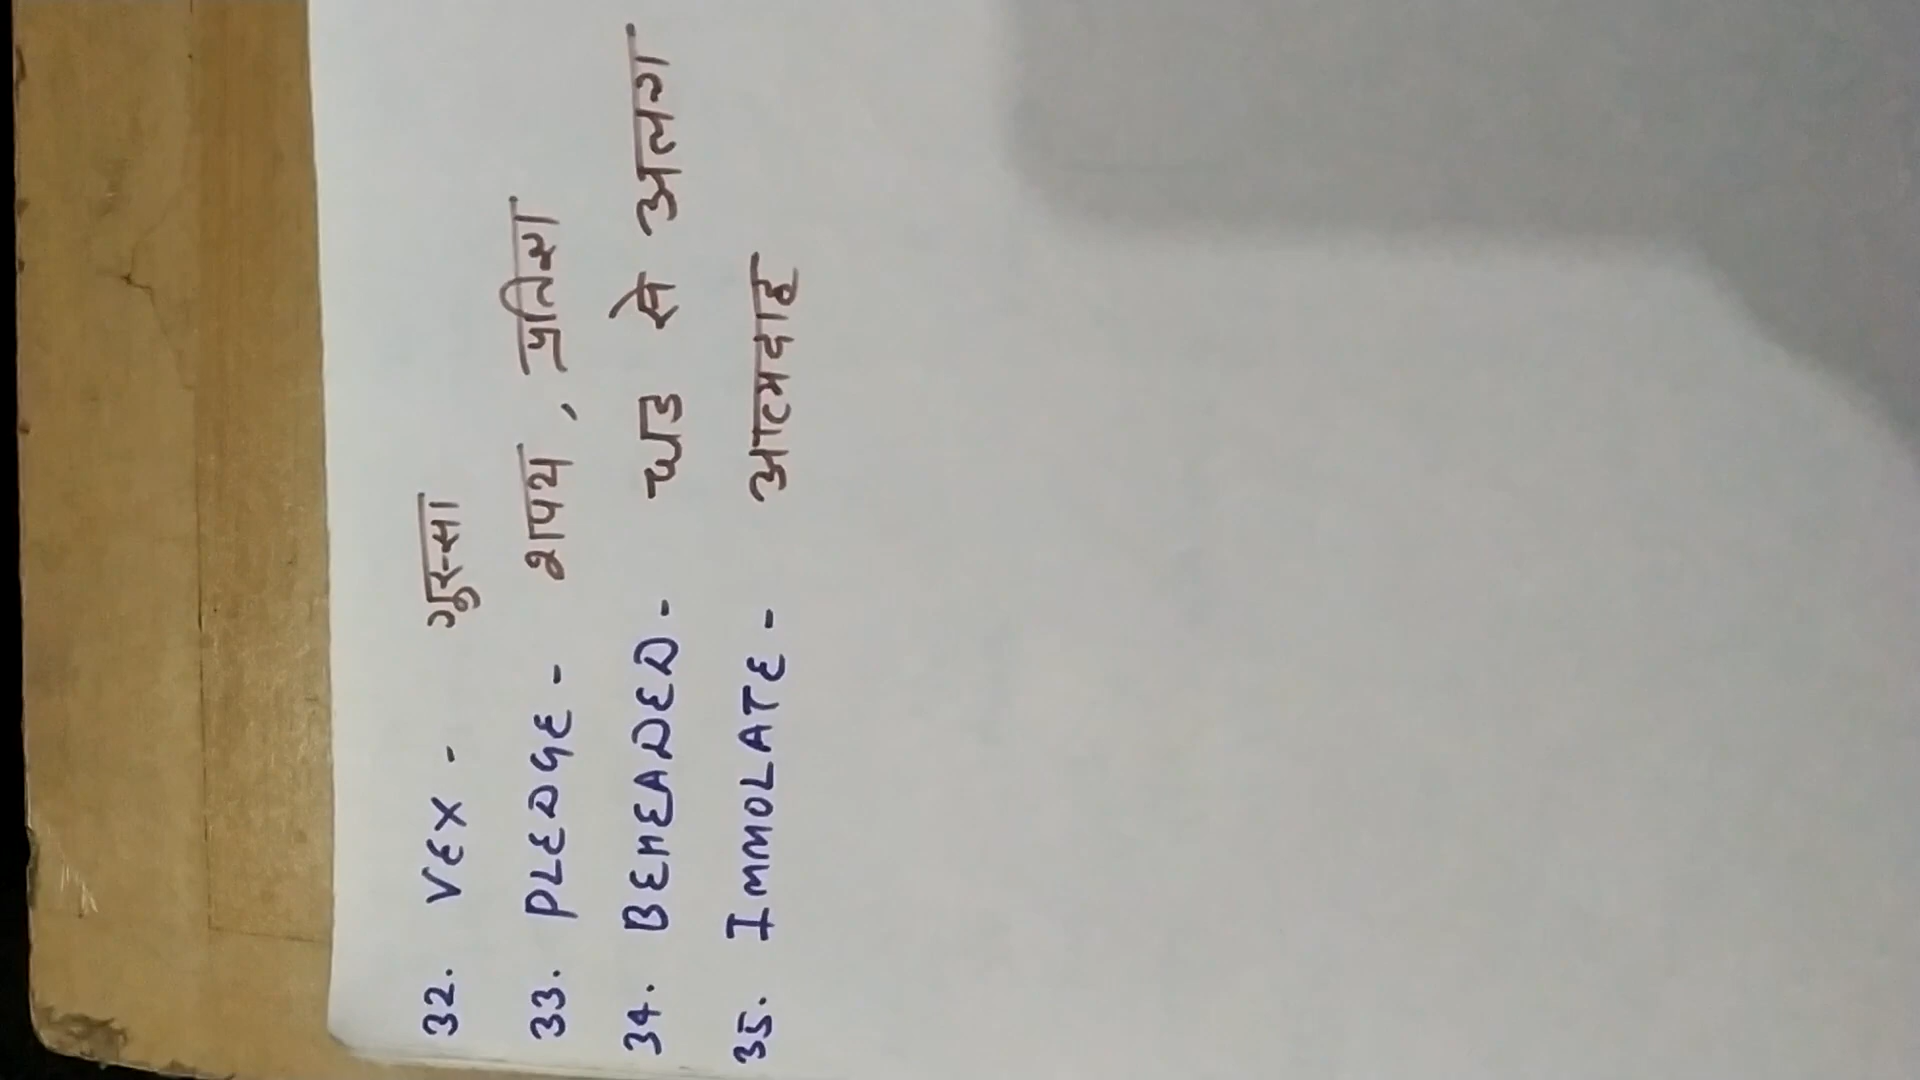 32. VEX - गुस्सा
33. PLEDGE - शपथ, प्रतिज्ञा
34. BEHEADED - धड से अलग
35. IMMOLATE - आत्मदाह